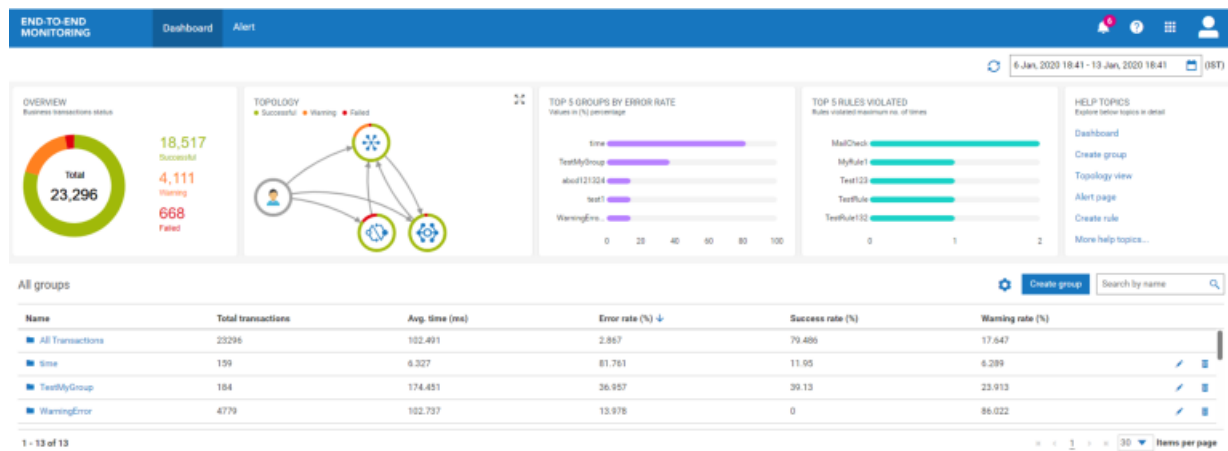 END-TO-END
MONITORING
Dashboard
Alert
6
6 Jan, 2020 18:41 - 13 Jan, 2020 18:41
(IST)
OVERVIEW
Business transactions status
Total
23,296
18,517
Successful
4,111
Warning
668
Failed
TOPOLOGY
Successful Warning Failed
TOP 5 GROUPS BY ERROR RATE
Values in (%) percentage
time
TestMyGroup
abcd121324
test1
WarningErro...
0 20 40 60 80 100
TOP 5 RULES VIOLATED
Rules violated maximum no. of times
MailCheck
MyRule1
Test123
TestRule
TestRule132
0 1 2
HELP TOPICS
Explore below topics in detail
Dashboard
Create group
Topology view
Alert page
Create rule
More help topics...
All groups
Create group
Search by name
Name Total transactions Avg. time (ms) Error rate (%) Success rate (%) Warning rate (%)
All Transactions 23296 102.491 2.867 79.486 17.647
time 159 6.327 81.761 11.95 6.289
TestMyGroup 184 174.451 36.957 39.13 23.913
WarningError 4779 102.737 13.978 0 86.022
1 - 13 of 13
« ‹ 1 › » 30 Items per page